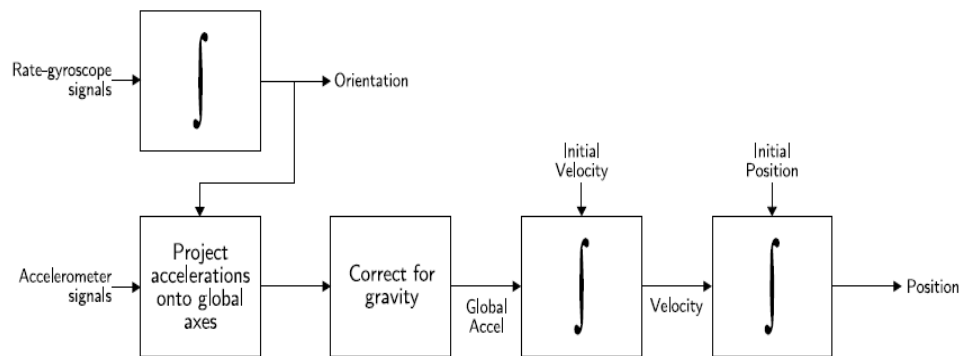 Rate-gyroscope
signals
Orientation
Initial
Velocity
Initial
Position
Accelerometer
signals
Project
accelerations
onto global
axes
Correct for
gravity
Global
Accel
Velocity
Position